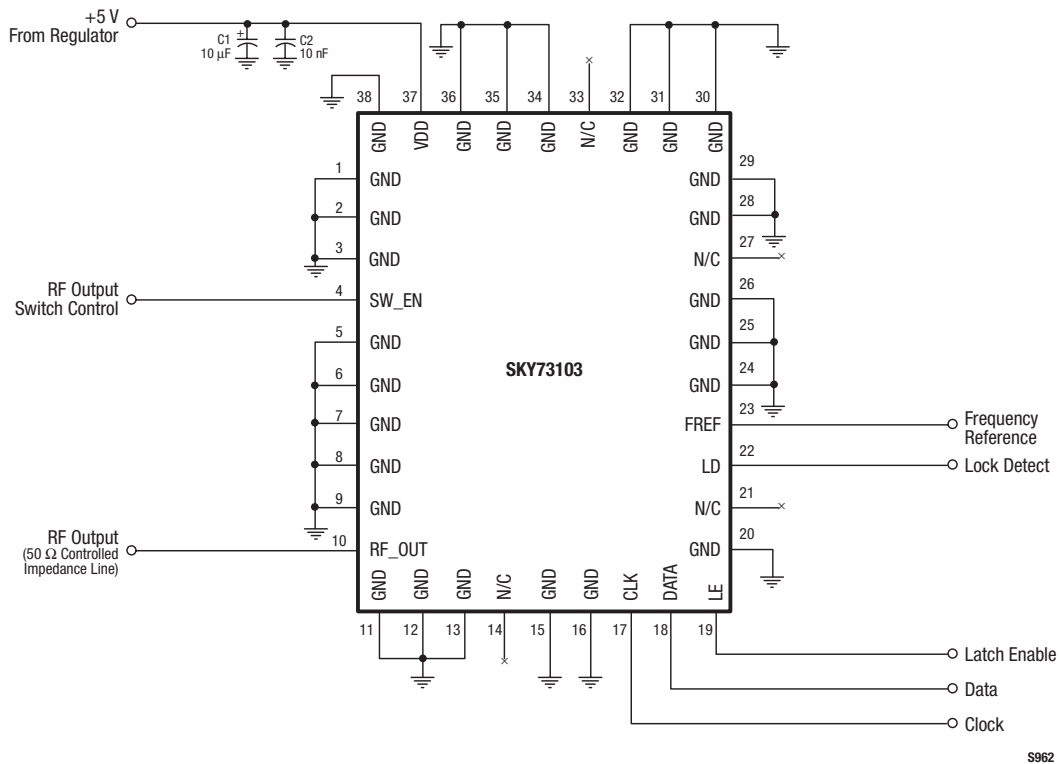 +5 V
From Regulator
C1
10 μF
+
C2
10 nF
38
37
36
35
34
33
32
31
30
GND
VDD
GND
GND
GND
N/C
GND
GND
GND
1
GND
2
GND
3
GND
RF Output
Switch Control
4
SW_EN
5
GND
6
GND
7
GND
8
GND
9
GND
RF Output
(50 Ω Controlled
Impedance Line)
10
RF_OUT
SKY73103
29
GND
28
GND
27
N/C
26
GND
25
GND
24
GND
23
FREF
Frequency
Reference
22
LD
Lock Detect
21
N/C
20
GND
GND
GND
GND
N/C
GND
GND
CLK
DATA
LE
11
12
13
14
15
16
17
18
19
Latch Enable
Data
Clock
S962